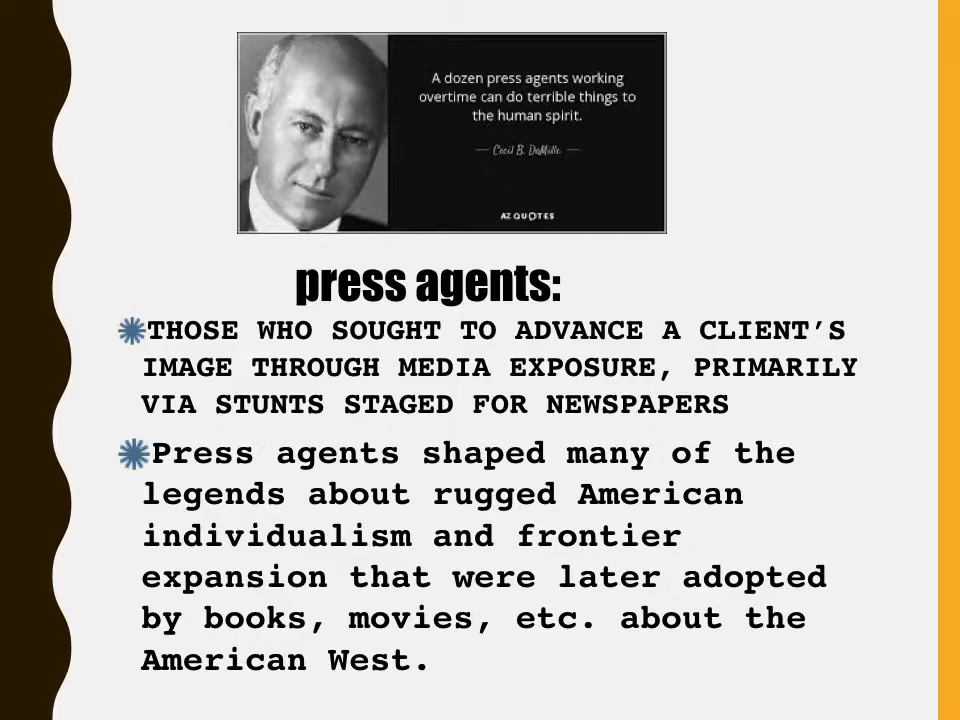 A dozen press agents working
overtime can do terrible things to
the human spirit.
— Cecil B. DeMille —
AZ QUOTES
press agents:
THOSE WHO SOUGHT TO ADVANCE A CLIENT’S
IMAGE THROUGH MEDIA EXPOSURE, PRIMARILY
VIA STUNTS STAGED FOR NEWSPAPERS
Press agents shaped many of the
legends about rugged American
individualism and frontier
expansion that were later adopted
by books, movies, etc. about the
American West.